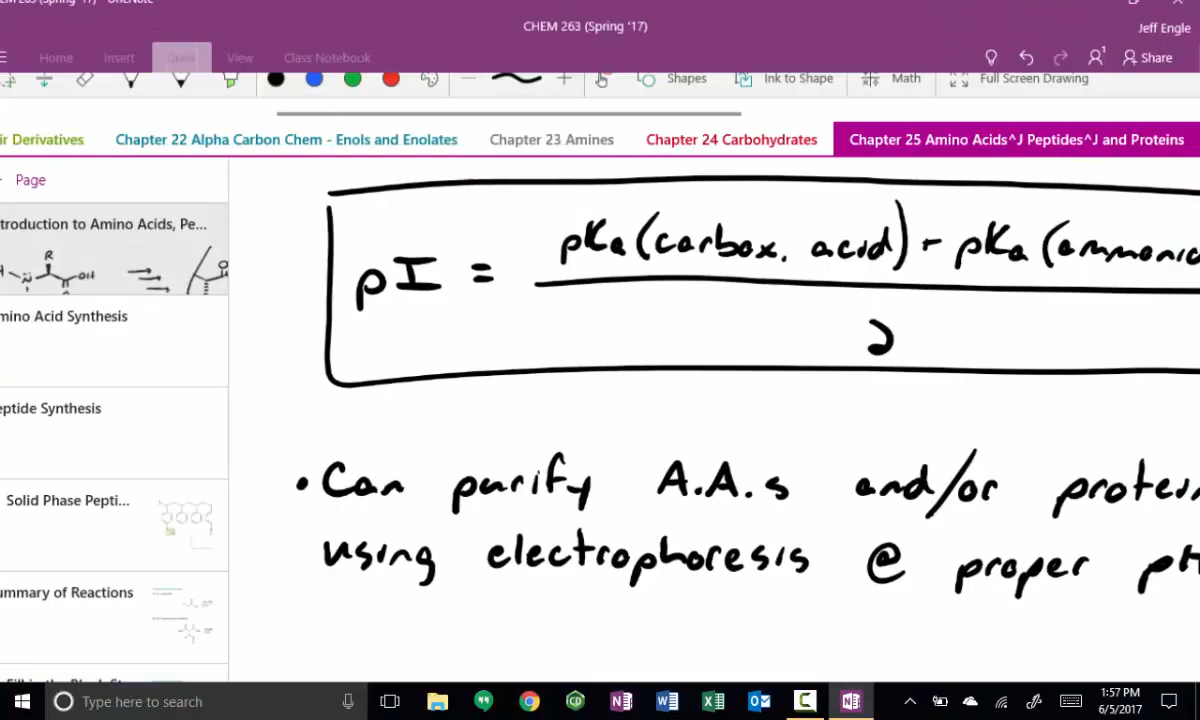 CHEM 263 (Spring '17)
Jeff Engle
Home Insert Draw View Class Notebook
Share
Shapes Ink to Shape Math Full Screen Drawing
ir Derivatives Chapter 22 Alpha Carbon Chem - Enols and Enolates Chapter 23 Amines Chapter 24 Carbohydrates Chapter 25 Amino Acids^J Peptides^J and Proteins
Page
troduction to Amino Acids, Pe...
mino Acid Synthesis
eptide Synthesis
Solid Phase Pepti...
ummary of Reactions
pKa (carbox. acid) - pKa (ammonic
pI =
2
• Can purify A.A.s and/or protein
using electrophoresis @ proper pH
Type here to search
1:57 PM
6/5/2017